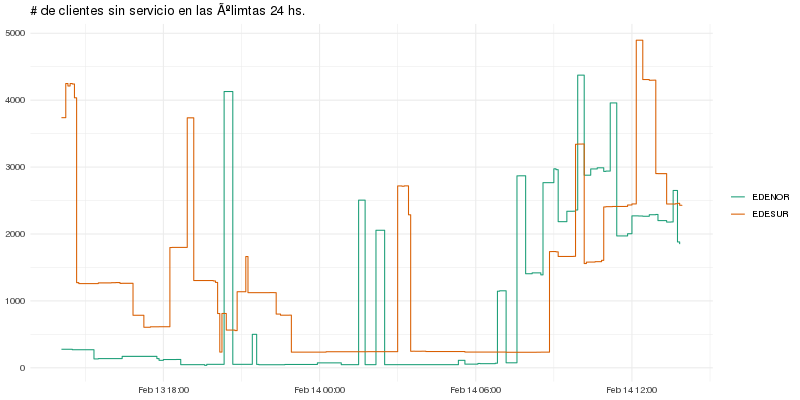 # de clientes sin servicio en las Ãºlimtas 24 hs.
5000
4000
3000
2000
1000
0
Feb 13 18:00
Feb 14 00:00
Feb 14 06:00
Feb 14 12:00
EDENOR
EDESUR